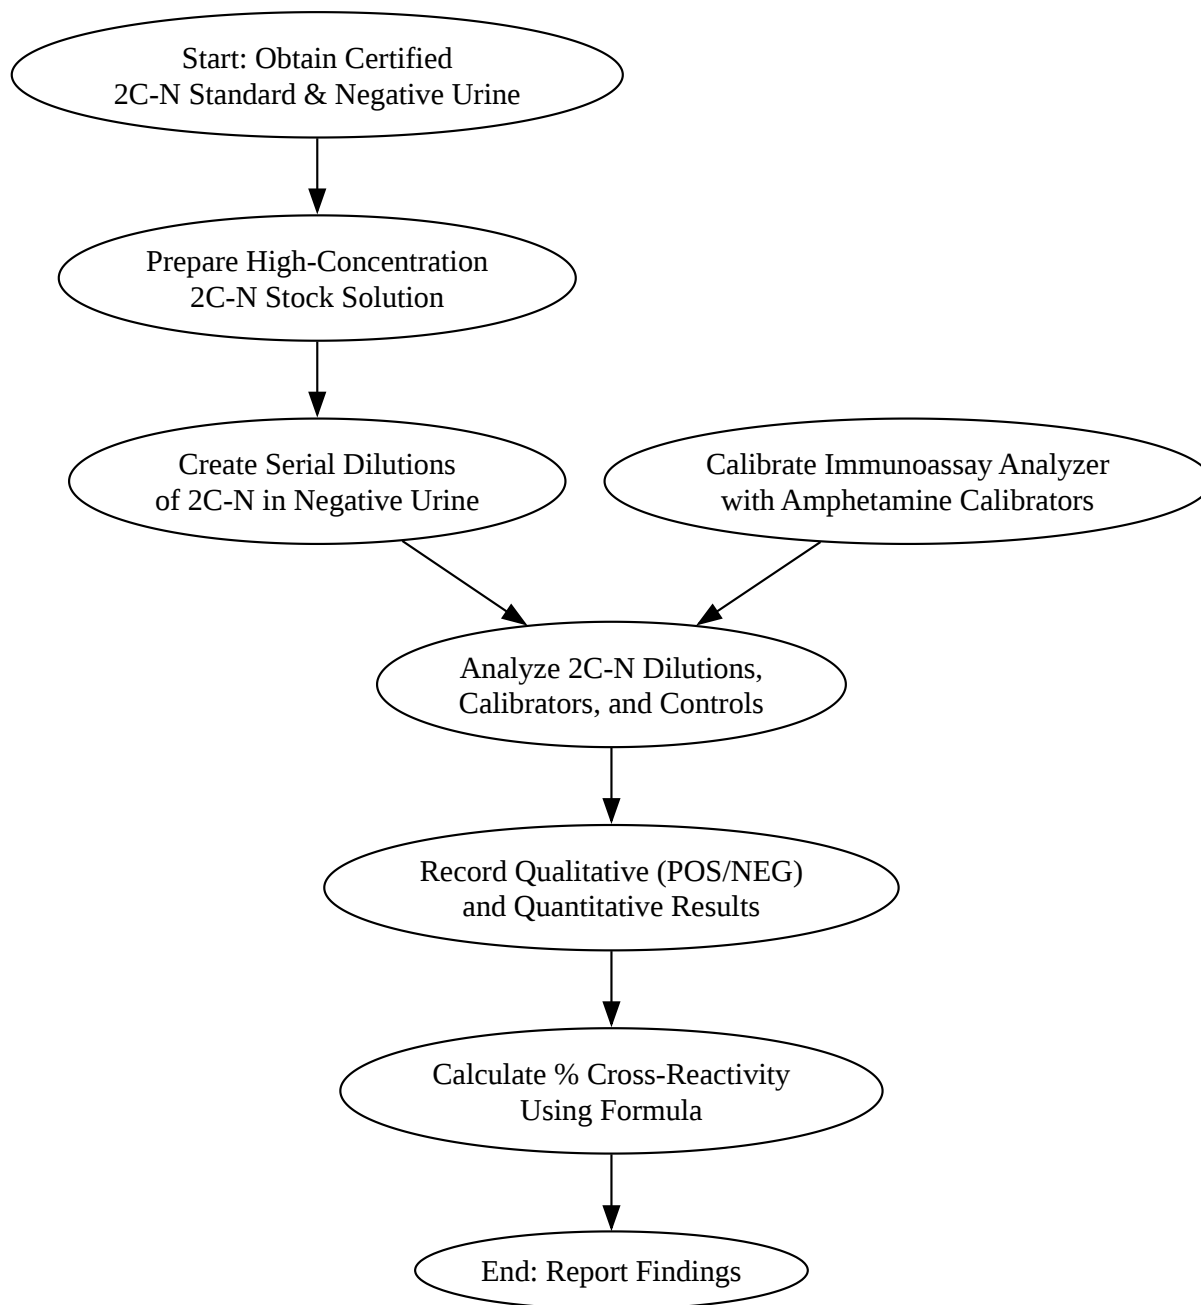 Start: Obtain Certified
2C-N Standard & Negative Urine
Prepare High-Concentration
2C-N Stock Solution
Create Serial Dilutions
of 2C-N in Negative Urine
Calibrate Immunoassay Analyzer
with Amphetamine Calibrators
Analyze 2C-N Dilutions,
Calibrators, and Controls
Record Qualitative (POS/NEG)
and Quantitative Results
Calculate % Cross-Reactivity
Using Formula
End: Report Findings